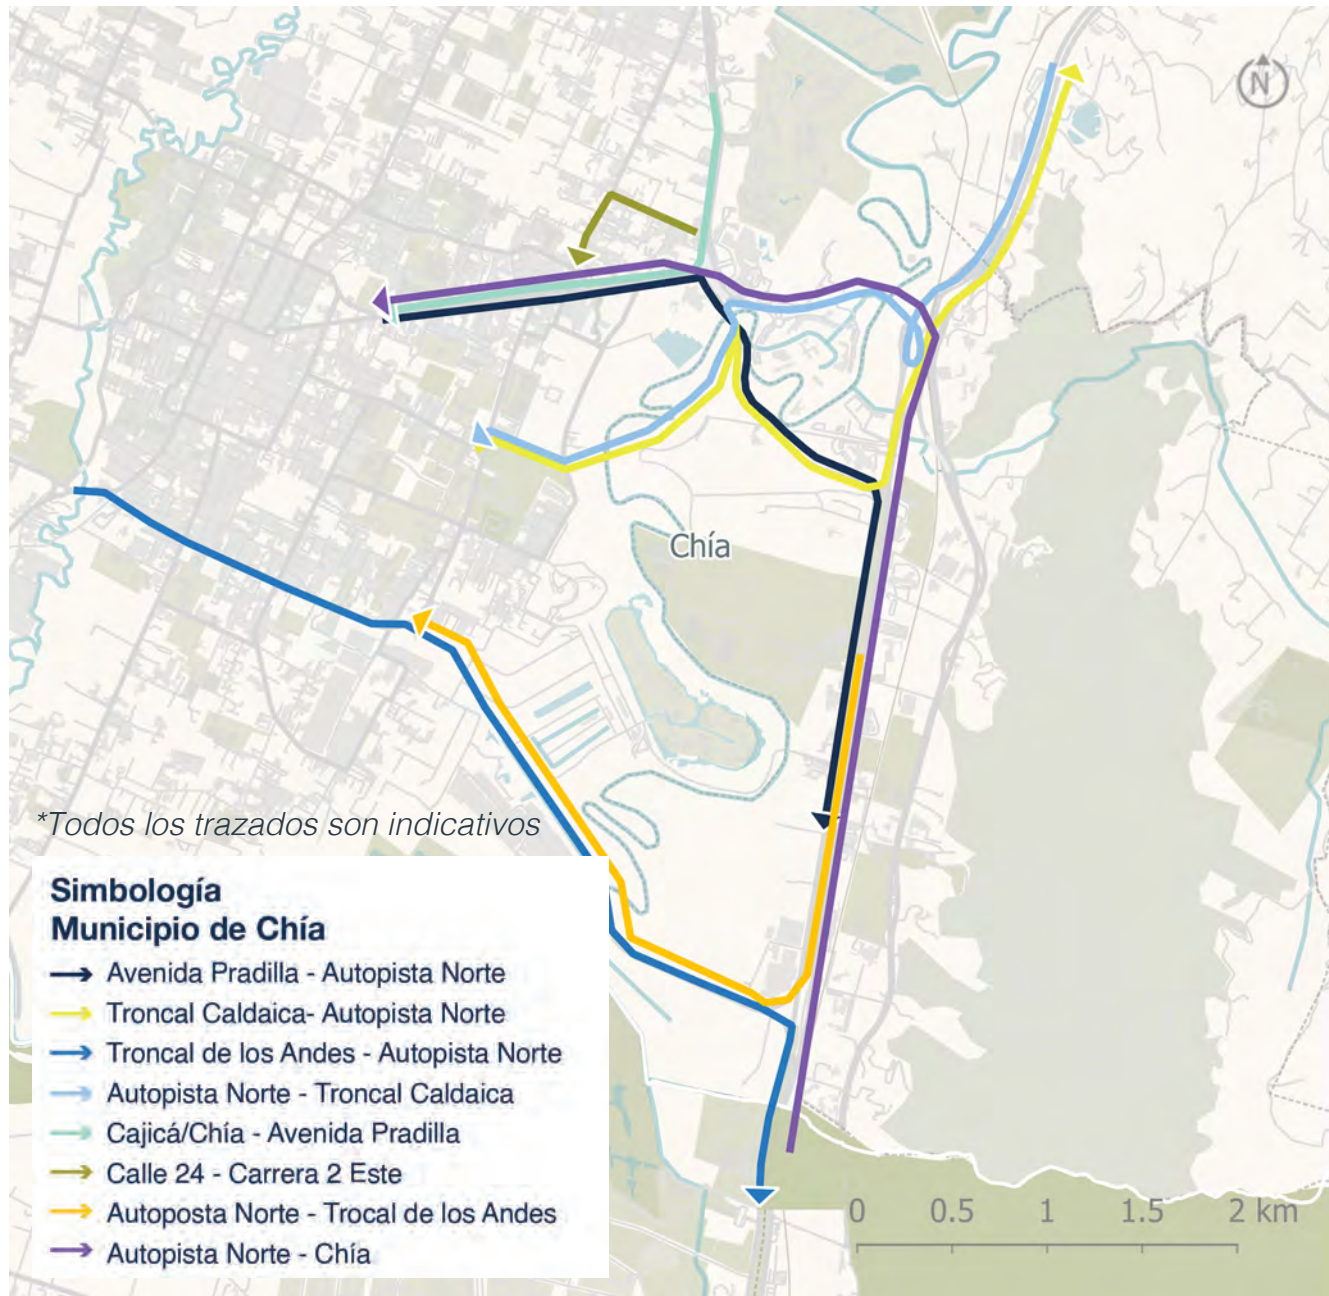 N
Chía
*Todos los trazados son indicativos
Simbología
Municipio de Chía
Avenida Pradilla - Autopista Norte
Troncal Caldaica- Autopista Norte
Troncal de los Andes - Autopista Norte
Autopista Norte - Troncal Caldaica
Cajicá/Chía - Avenida Pradilla
Calle 24 - Carrera 2 Este
Autoposta Norte - Trocal de los Andes
Autopista Norte - Chía
0 0.5 1 1.5 2 km